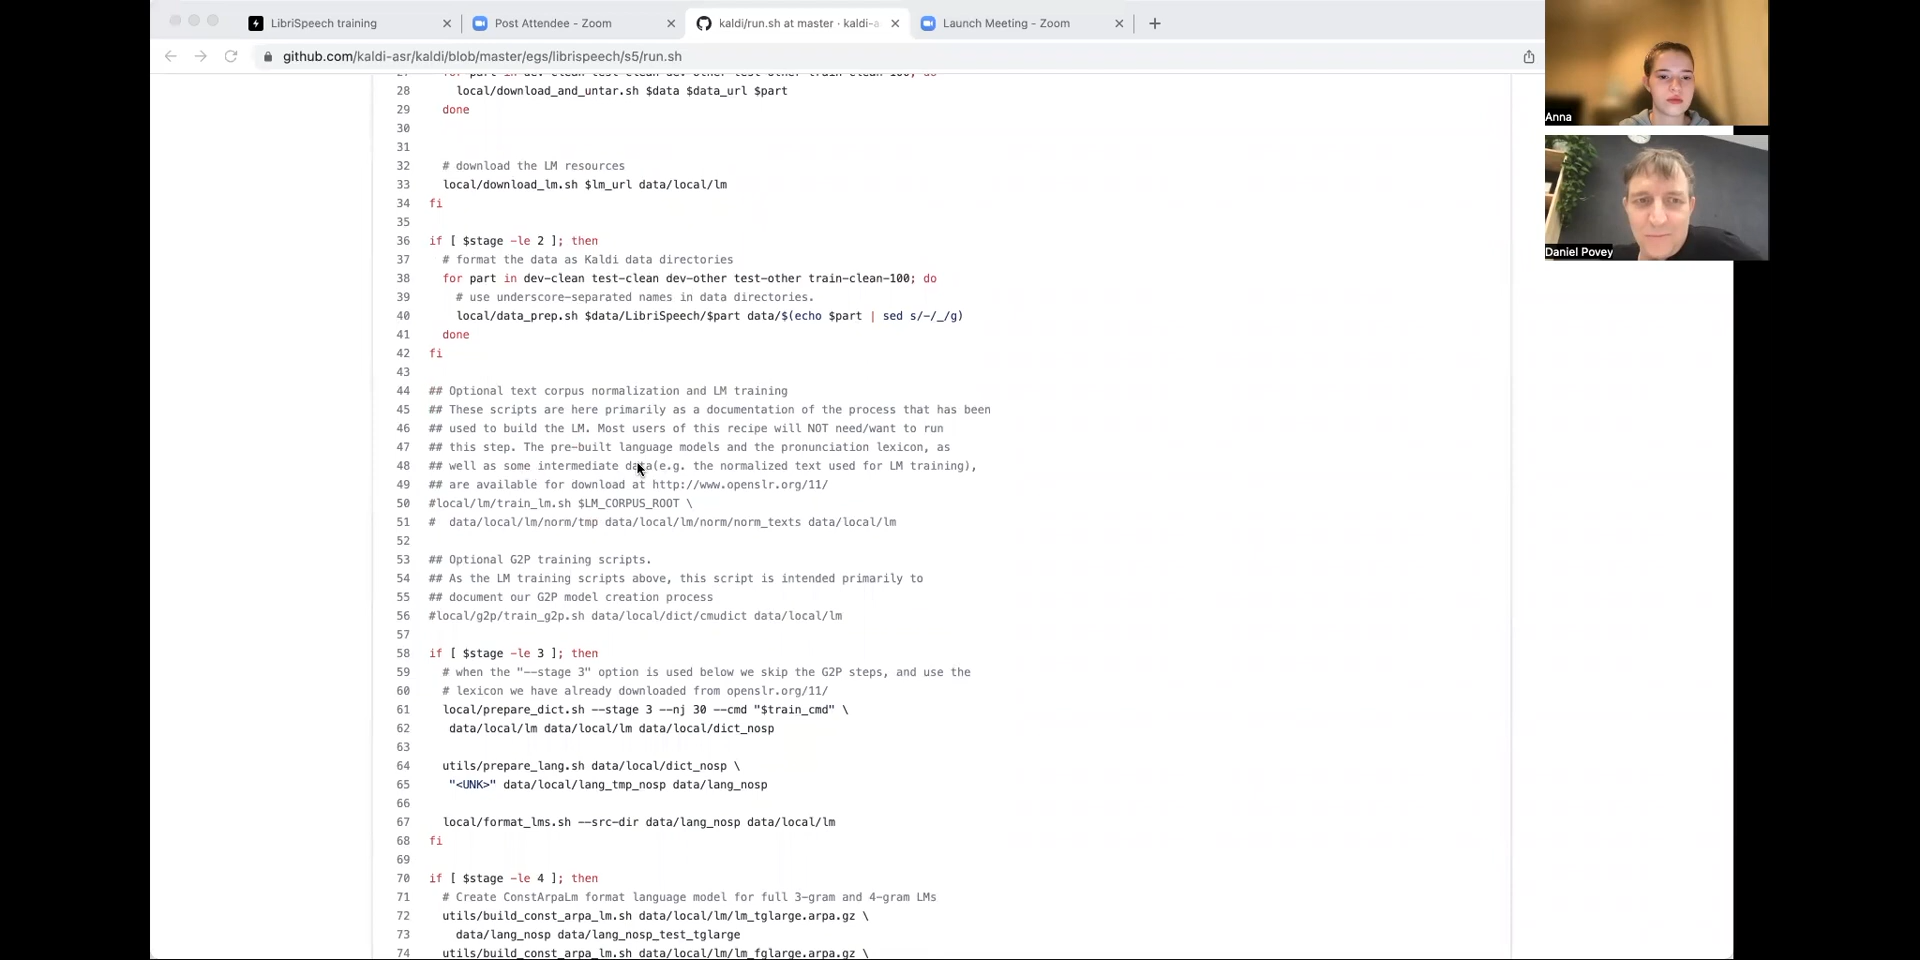 LibriSpeech training
Post Attendee - Zoom
kaldi/run.sh at master · kaldi-a
Launch Meeting - Zoom
github.com/kaldi-asr/kaldi/blob/master/egs/librispeech/s5/run.sh
27 for part in dev-clean test-clean dev-other test-other train-clean-100; do
28 local/download_and_untar.sh $data $data_url $part
29 done
30
31
32 # download the LM resources
33 local/download_lm.sh $lm_url data/local/lm
34 fi
35
36 if [ $stage -le 2 ]; then
37 # format the data as Kaldi data directories
38 for part in dev-clean test-clean dev-other test-other train-clean-100; do
39 # use underscore-separated names in data directories.
40 local/data_prep.sh $data/LibriSpeech/$part data/$(echo $part | sed s/-/_/g)
41 done
42 fi
43
44 ## Optional text corpus normalization and LM training
45 ## These scripts are here primarily as a documentation of the process that has been
46 ## used to build the LM. Most users of this recipe will NOT need/want to run
47 ## this step. The pre-built language models and the pronunciation lexicon, as
48 ## well as some intermediate data(e.g. the normalized text used for LM training),
49 ## are available for download at http://www.openslr.org/11/
50 #local/lm/train_lm.sh $LM_CORPUS_ROOT \
51 # data/local/lm/norm/tmp data/local/lm/norm/norm_texts data/local/lm
52
53 ## Optional G2P training scripts.
54 ## As the LM training scripts above, this script is intended primarily to
55 ## document our G2P model creation process
56 #local/g2p/train_g2p.sh data/local/dict/cmudict data/local/lm
57
58 if [ $stage -le 3 ]; then
59 # when the "--stage 3" option is used below we skip the G2P steps, and use the
60 # lexicon we have already downloaded from openslr.org/11/
61 local/prepare_dict.sh --stage 3 --nj 30 --cmd "$train_cmd" \
62 data/local/lm data/local/lm data/local/dict_nosp
63
64 utils/prepare_lang.sh data/local/dict_nosp \
65 "<UNK>" data/local/lang_tmp_nosp data/lang_nosp
66
67 local/format_lms.sh --src-dir data/lang_nosp data/local/lm
68 fi
69
70 if [ $stage -le 4 ]; then
71 # Create ConstArpaLm format language model for full 3-gram and 4-gram LMs
72 utils/build_const_arpa_lm.sh data/local/lm/lm_tglarge.arpa.gz \
73 data/lang_nosp data/lang_nosp_test_tglarge
74 utils/build_const_arpa_lm.sh data/local/lm/lm_fglarge.arpa.gz \
Anna
Daniel Povey